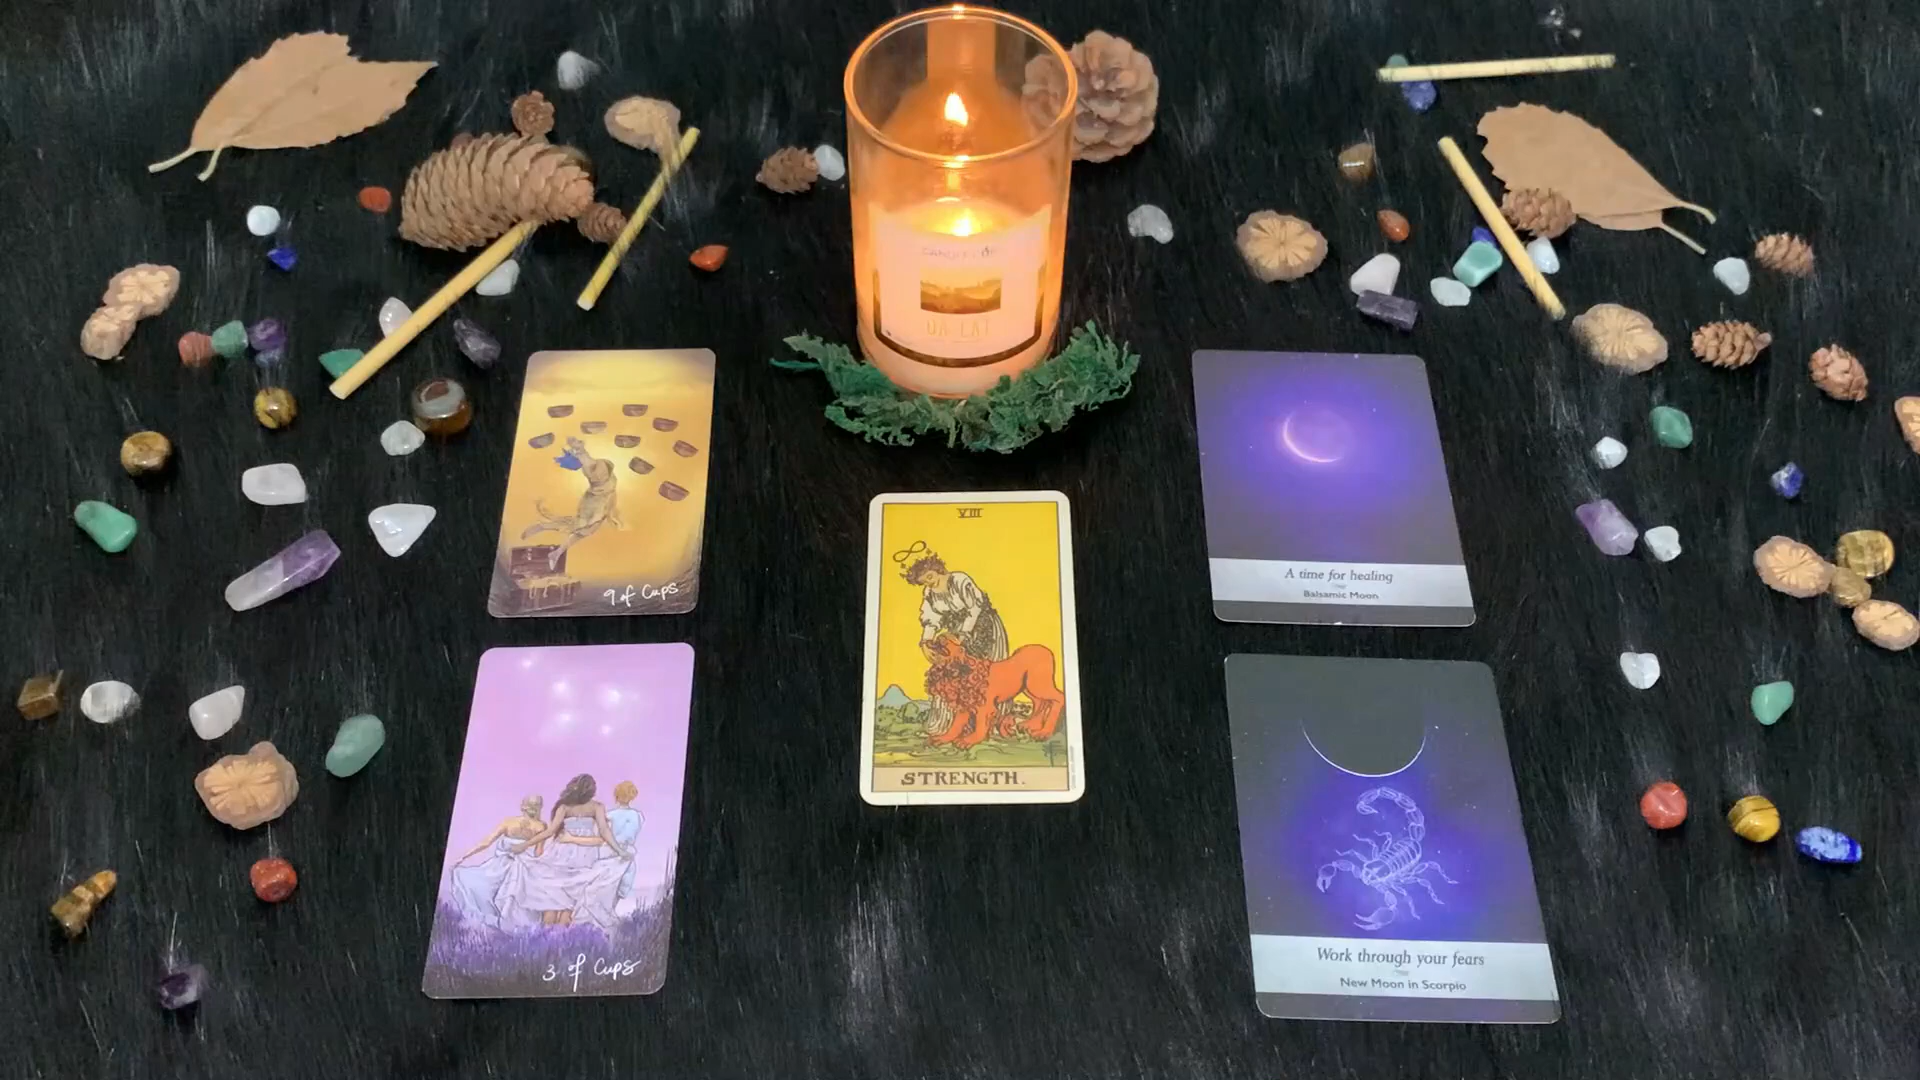 DA LAT
9 of Cups
VIII
STRENGTH.
A time for healing
Balsamic Moon
3 of Cups
Work through your fears
New Moon in Scorpio